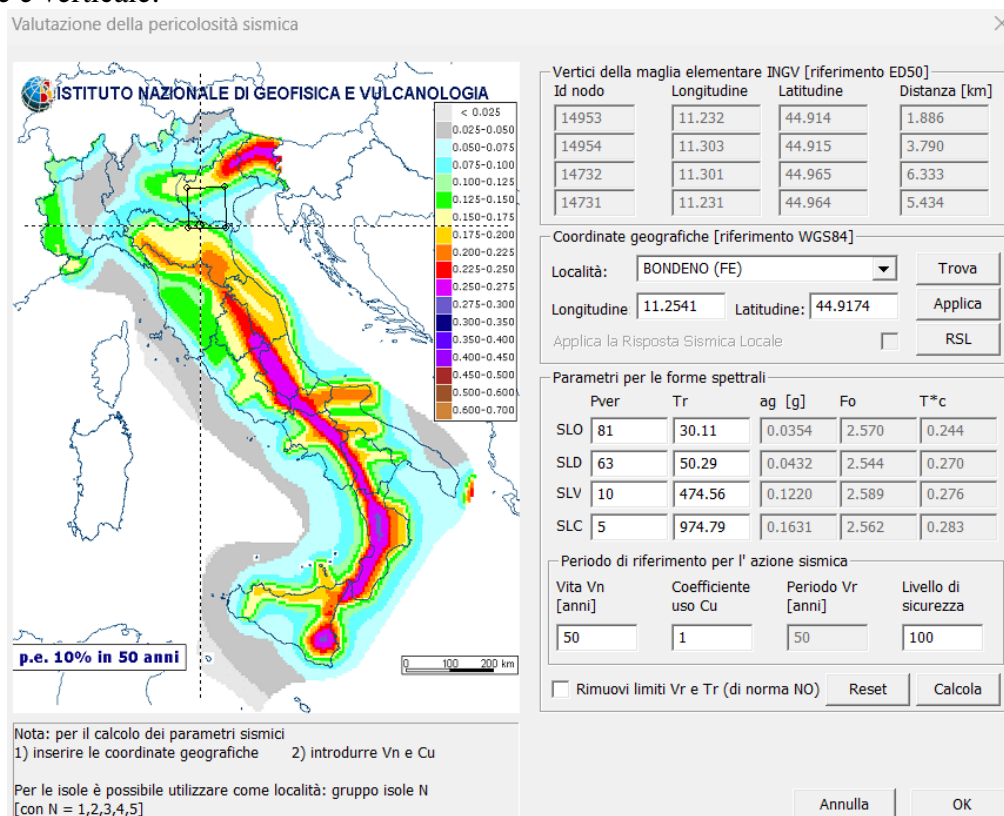 e e verticale.
Valutazione della pericolosità sismica
ISTITUTO NAZIONALE DI GEOFISICA E VULCANOLOGIA
< 0.025
0.025-0.050
0.050-0.075
0.075-0.100
0.100-0.125
0.125-0.150
0.150-0.175
0.175-0.200
0.200-0.225
0.225-0.250
0.250-0.275
0.275-0.300
0.300-0.350
0.350-0.400
0.400-0.450
0.450-0.500
0.500-0.600
0.600-0.700
p.e. 10% in 50 anni
0 100 200 km
Nota: per il calcolo dei parametri sismici
1) inserire le coordinate geografiche 2) introdurre Vn e Cu
Per le isole è possibile utilizzare come località: gruppo isole N
[con N = 1,2,3,4,5]
Vertici della maglia elementare INGV [riferimento ED50]
Id nodo Longitudine Latitudine Distanza [km]
14953 11.232 44.914 1.886
14954 11.303 44.915 3.790
14732 11.301 44.965 6.333
14731 11.231 44.964 5.434
Coordinate geografiche [riferimento WGS84]
Località: BONDENO (FE) Trova
Longitudine 11.2541 Latitudine: 44.9174 Applica
Applica la Risposta Sismica Locale RSL
Parametri per le forme spettrali
Pver Tr ag [g] Fo T*c
SLO 81 30.11 0.0354 2.570 0.244
SLD 63 50.29 0.0432 2.544 0.270
SLV 10 474.56 0.1220 2.589 0.276
SLC 5 974.79 0.1631 2.562 0.283
Periodo di riferimento per l' azione sismica
Vita Vn Coefficiente Periodo Vr Livello di
[anni] uso Cu [anni] sicurezza
50 1 50 100
Rimuovi limiti Vr e Tr (di norma NO) Reset Calcola
Annulla OK